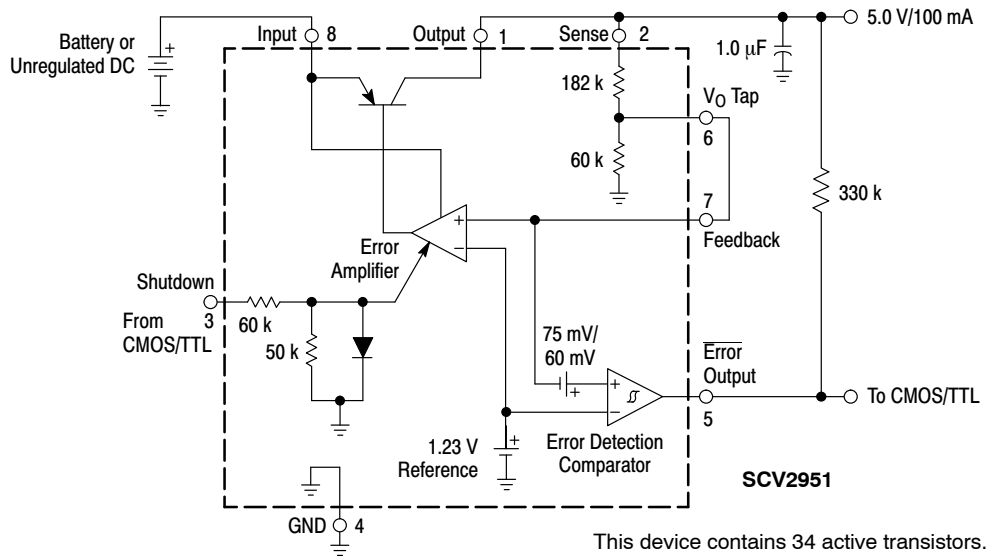 Battery or
Unregulated DC
+
Input 8
Output 1
Sense 2
5.0 V/100 mA
1.0 μF
182 k
V_O Tap
6
60 k
7
Feedback
330 k
+
−
Error
Amplifier
Shutdown
3
From
CMOS/TTL
60 k
50 k
75 mV/
60 mV
+
+
−
Error
Output
5
To CMOS/TTL
1.23 V
Reference
+
Error Detection
Comparator
SCV2951
GND 4
This device contains 34 active transistors.